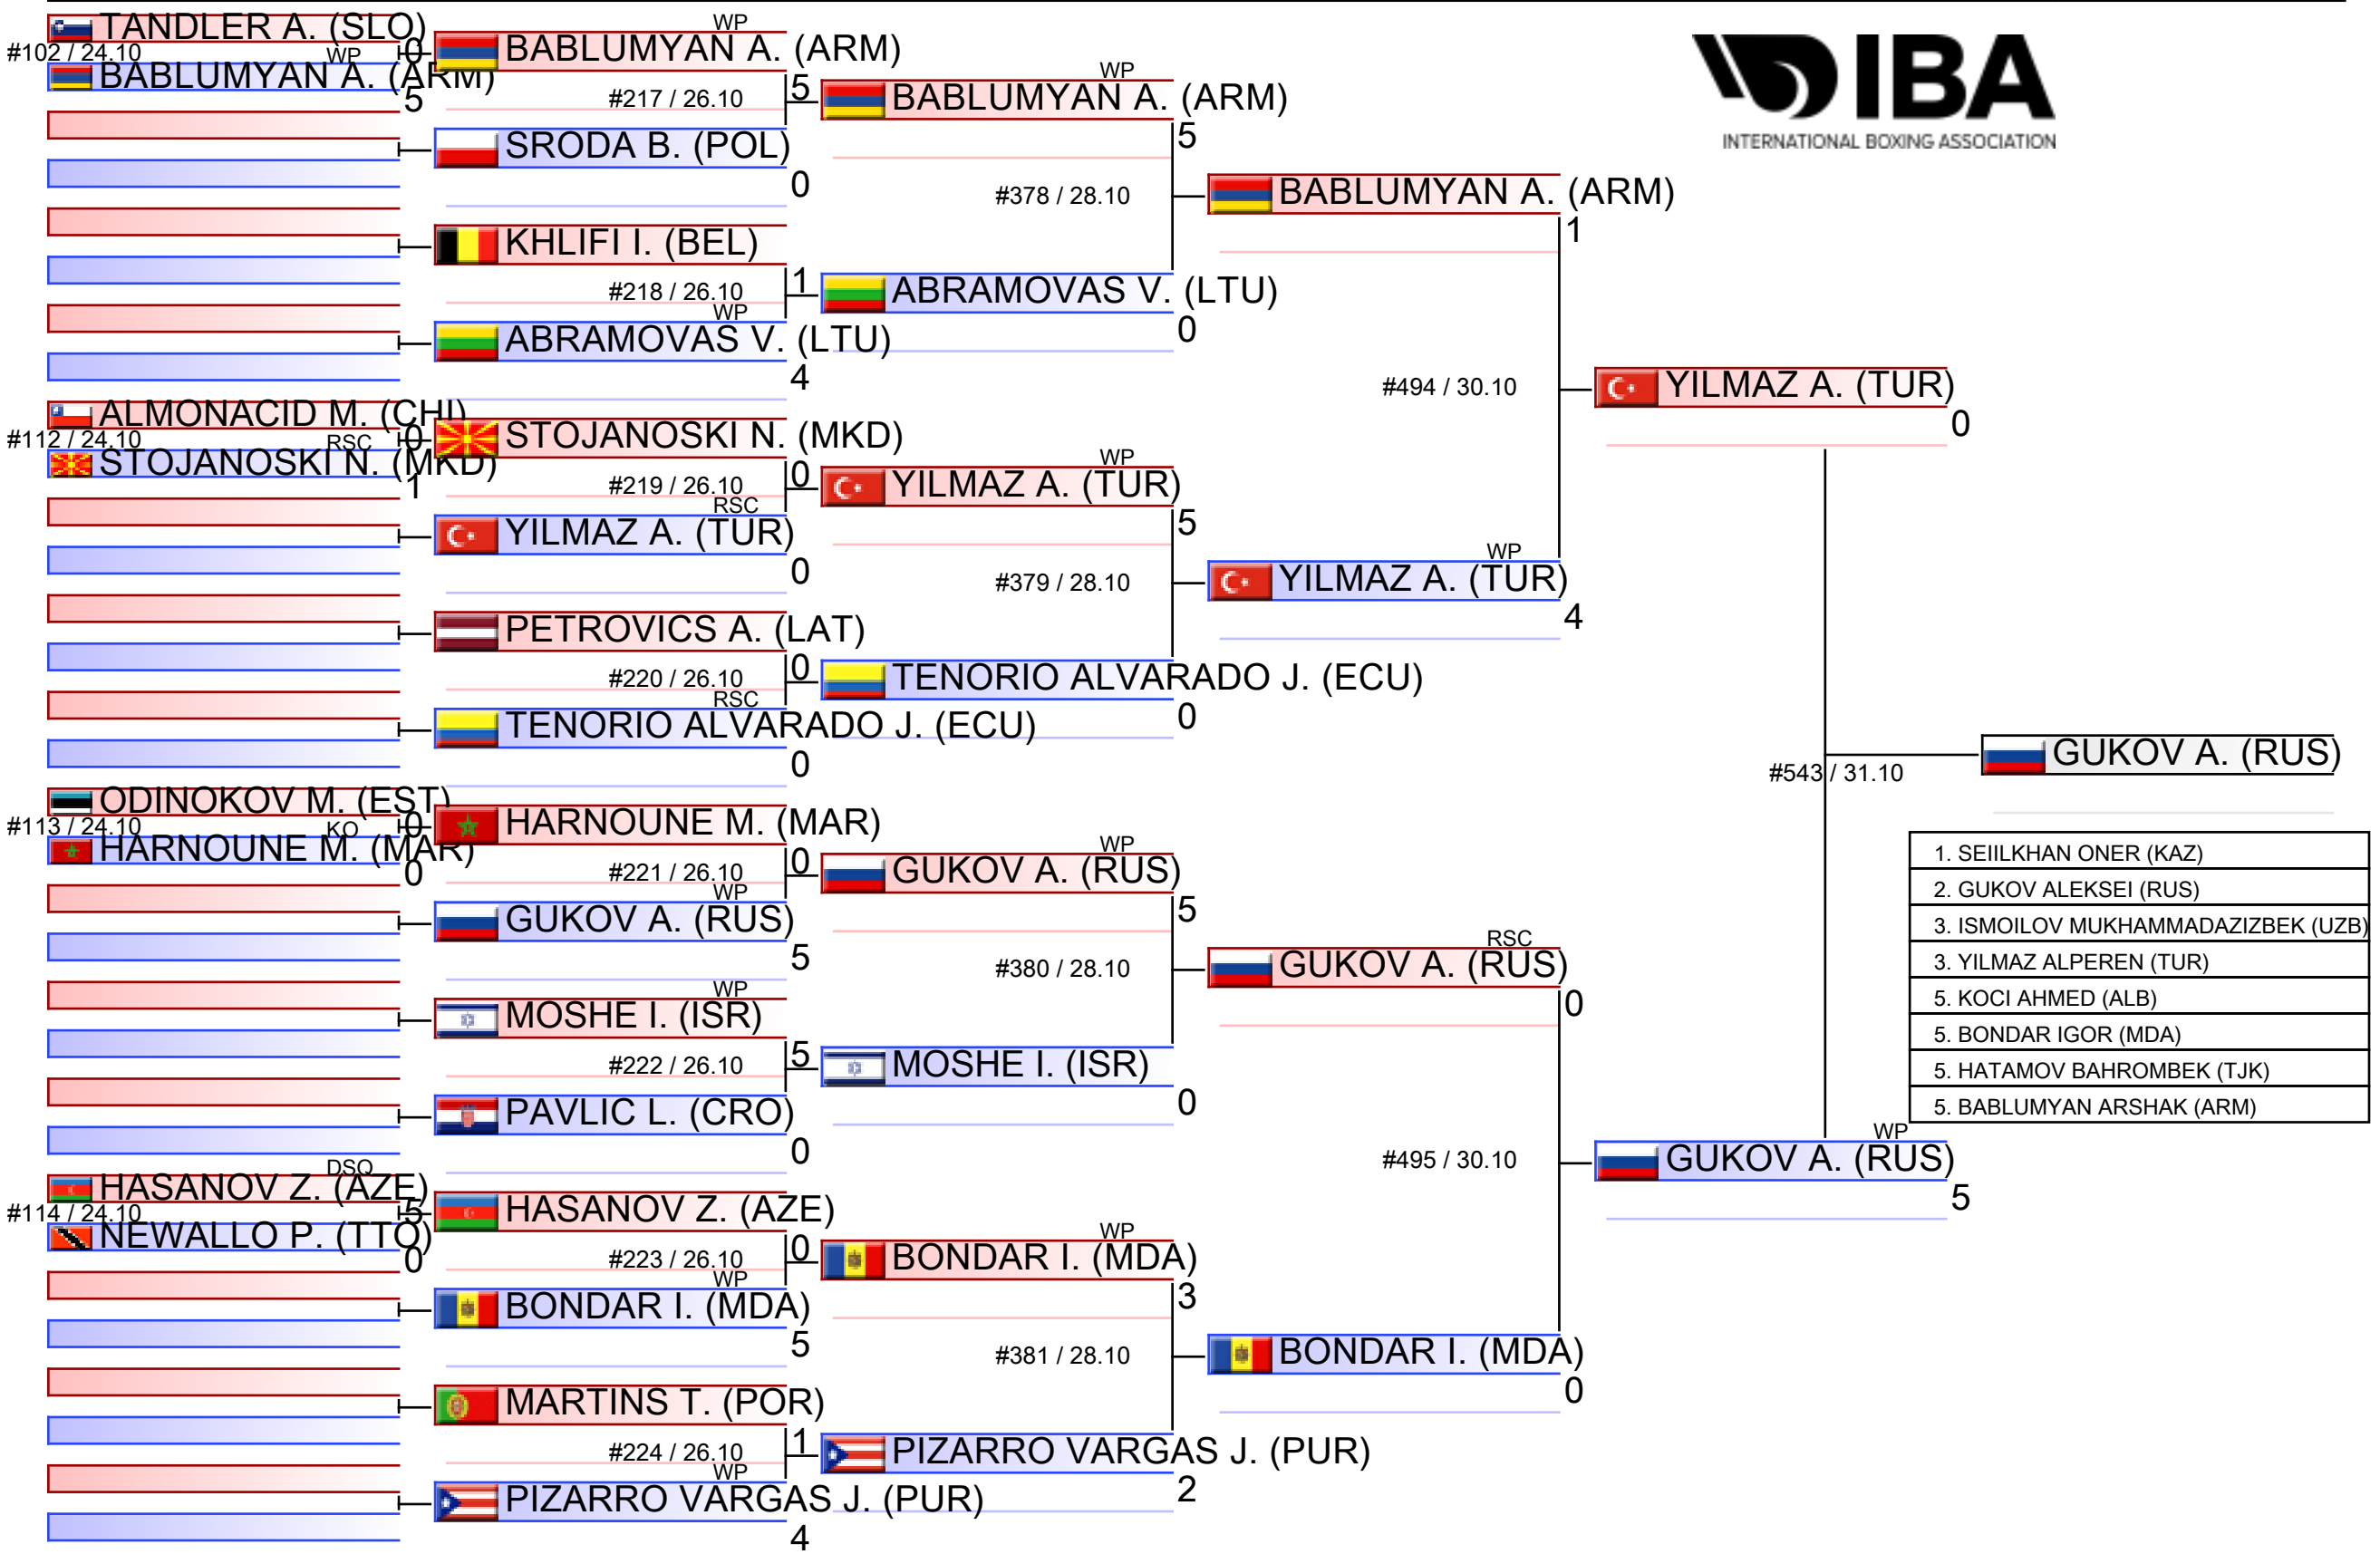 TANDLER A. (SLO)
#102 / 24.10
WP
0
BABLUMYAN A. (ARM)
5
ALMONACID M. (CHI)
#112 / 24.10
RSC
0
STOJANOSKI N. (MKD)
1
ODINOKOV M. (EST)
#113 / 24.10
KO
0
HARNOUNE M. (MAR)
0
DSQ
HASANOV Z. (AZE)
#114 / 24.10
5
NEWALLO P. (TTO)
0
WP
BABLUMYAN A. (ARM)
5
#217 / 26.10
SRODA B. (POL)
0
KHLIFI I. (BEL)
1
#218 / 26.10
WP
ABRAMOVAS V. (LTU)
4
STOJANOSKI N. (MKD)
0
#219 / 26.10
RSC
YILMAZ A. (TUR)
0
PETROVICS A. (LAT)
0
#220 / 26.10
RSC
TENORIO ALVARADO J. (ECU)
0
HARNOUNE M. (MAR)
0
#221 / 26.10
WP
GUKOV A. (RUS)
5
WP
MOSHE I. (ISR)
5
#222 / 26.10
PAVLIC L. (CRO)
0
HASANOV Z. (AZE)
0
#223 / 26.10
WP
BONDAR I. (MDA)
5
MARTINS T. (POR)
1
#224 / 26.10
WP
PIZARRO VARGAS J. (PUR)
4
WP
BABLUMYAN A. (ARM)
5
#378 / 28.10
ABRAMOVAS V. (LTU)
0
WP
YILMAZ A. (TUR)
5
#379 / 28.10
TENORIO ALVARADO J. (ECU)
0
WP
GUKOV A. (RUS)
5
#380 / 28.10
MOSHE I. (ISR)
0
WP
BONDAR I. (MDA)
3
#381 / 28.10
PIZARRO VARGAS J. (PUR)
2
BABLUMYAN A. (ARM)
1
#494 / 30.10
WP
YILMAZ A. (TUR)
4
RSC
GUKOV A. (RUS)
0
#495 / 30.10
BONDAR I. (MDA)
0
YILMAZ A. (TUR)
0
#543 / 31.10
WP
GUKOV A. (RUS)
5
GUKOV A. (RUS)
IBA
INTERNATIONAL BOXING ASSOCIATION
1. SEIILKHAN ONER (KAZ)
2. GUKOV ALEKSEI (RUS)
3. ISMOILOV MUKHAMMADAZIZBEK (UZB)
3. YILMAZ ALPEREN (TUR)
5. KOCI AHMED (ALB)
5. BONDAR IGOR (MDA)
5. HATAMOV BAHROMBEK (TJK)
5. BABLUMYAN ARSHAK (ARM)